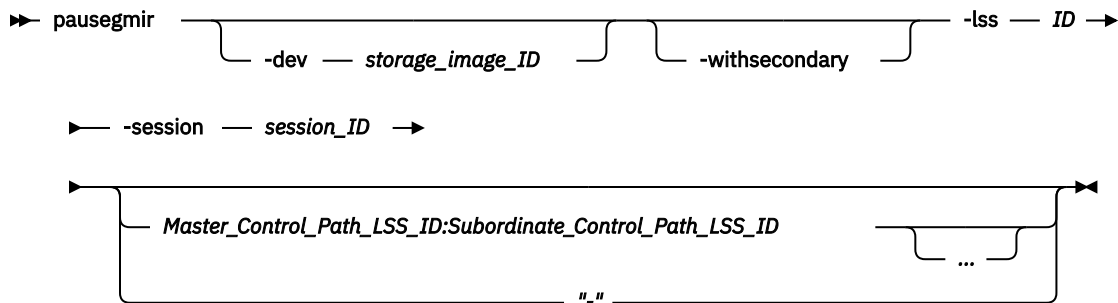 pausegmir -lss ID
-dev storage_image_ID -withsecondary
-session session_ID
Master_Control_Path_LSS_ID:Subordinate_Control_Path_LSS_ID
...
"-"